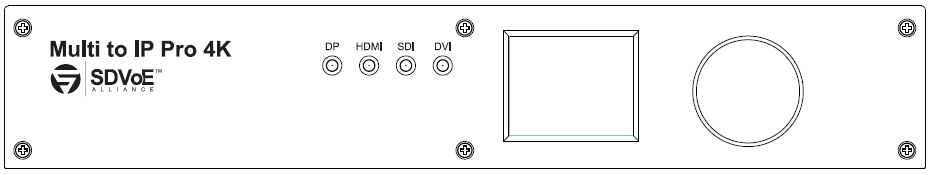 Multi to IP Pro 4K
DP HDMI SDI DVI
SDVoE™
ALLIANCE